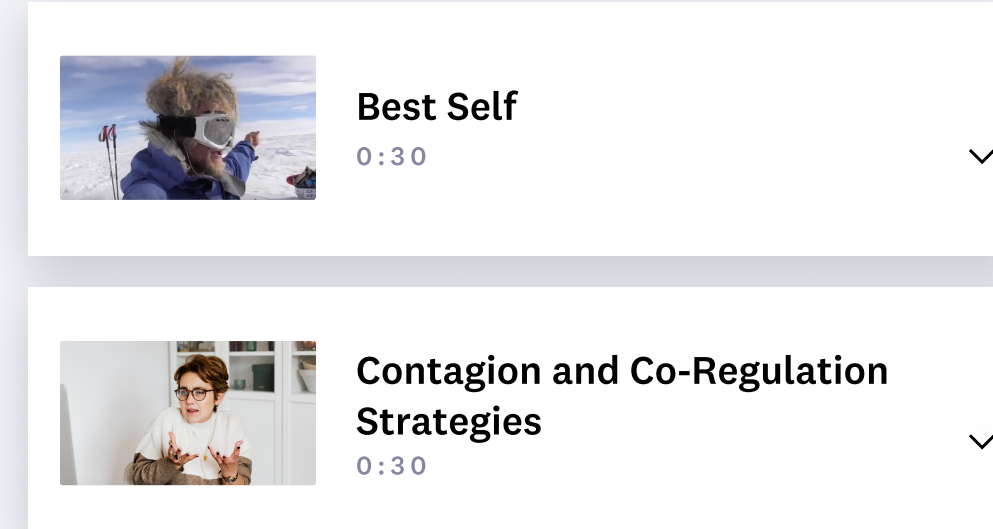 Best Self
0:30
Contagion and Co-Regulation
Strategies
0:30